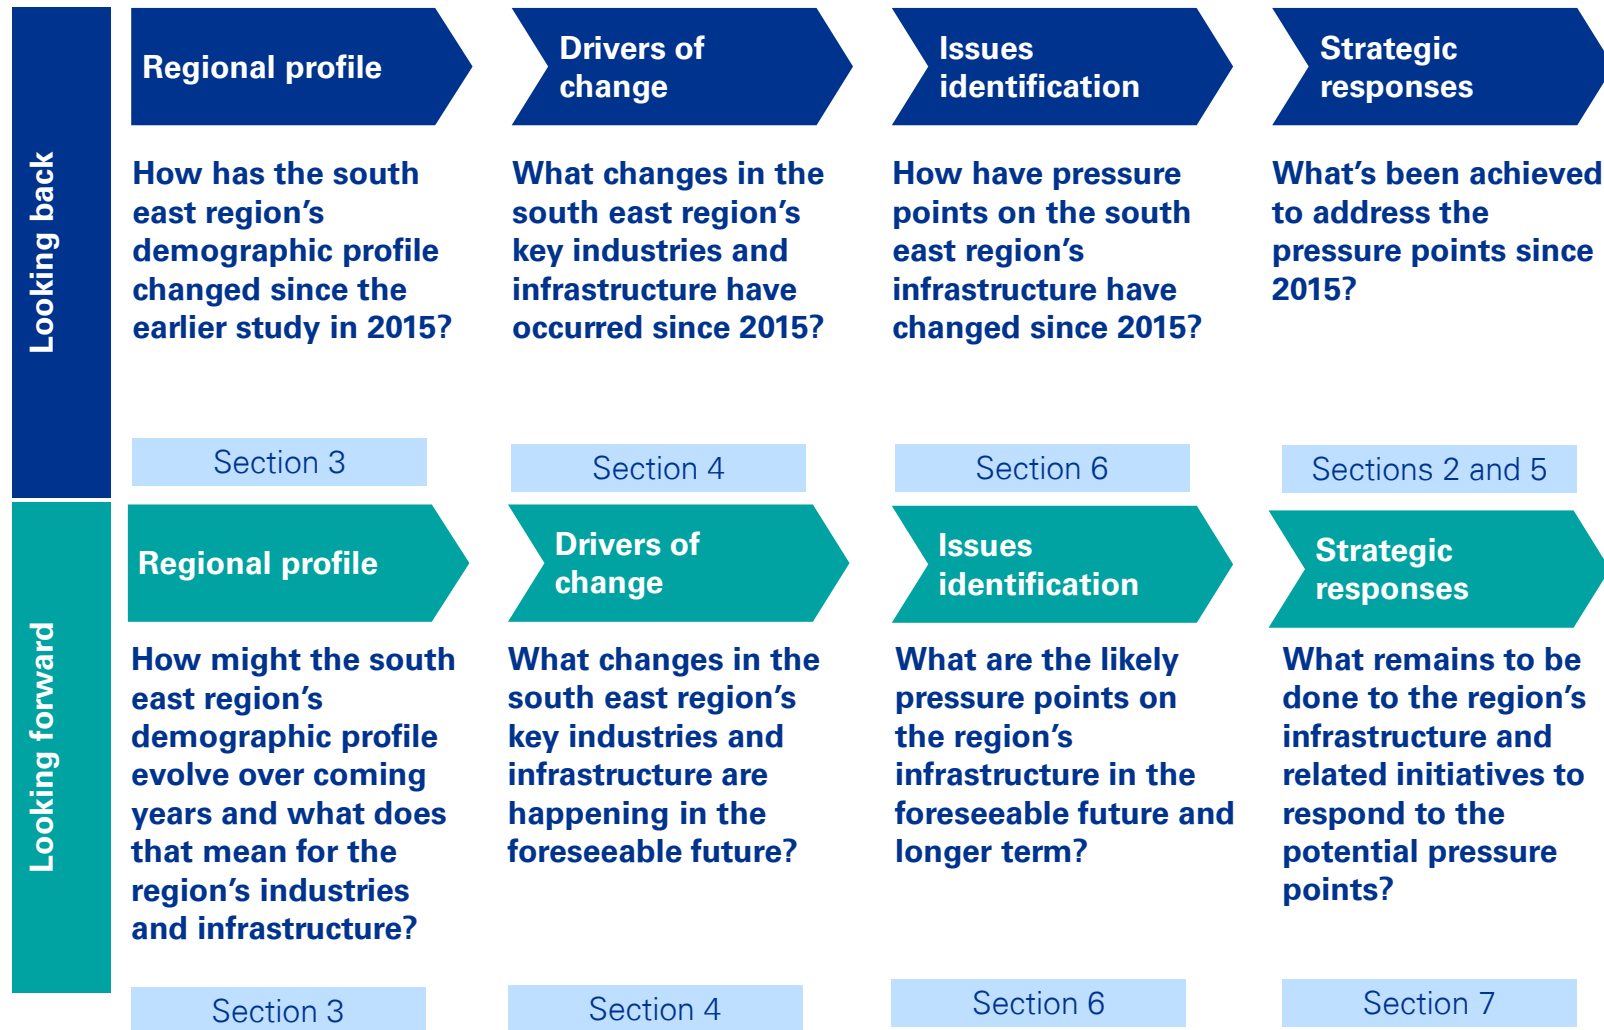 Looking back
Regional profile
Drivers of
change
Issues
identification
Strategic
responses
How has the south
east region’s
demographic profile
changed since the
earlier study in 2015?
What changes in the
south east region’s
key industries and
infrastructure have
occurred since 2015?
How have pressure
points on the south
east region’s
infrastructure have
changed since 2015?
What’s been achieved
to address the
pressure points since
2015?
Section 3
Section 4
Section 6
Sections 2 and 5
Looking forward
Regional profile
Drivers of
change
Issues
identification
Strategic
responses
How might the south
east region’s
demographic profile
evolve over coming
years and what does
that mean for the
region’s industries
and infrastructure?
What changes in the
south east region’s
key industries and
infrastructure are
happening in the
foreseeable future?
What are the likely
pressure points on
the region’s
infrastructure in the
foreseeable future and
longer term?
What remains to be
done to the region’s
infrastructure and
related initiatives to
respond to the
potential pressure
points?
Section 3
Section 4
Section 6
Section 7